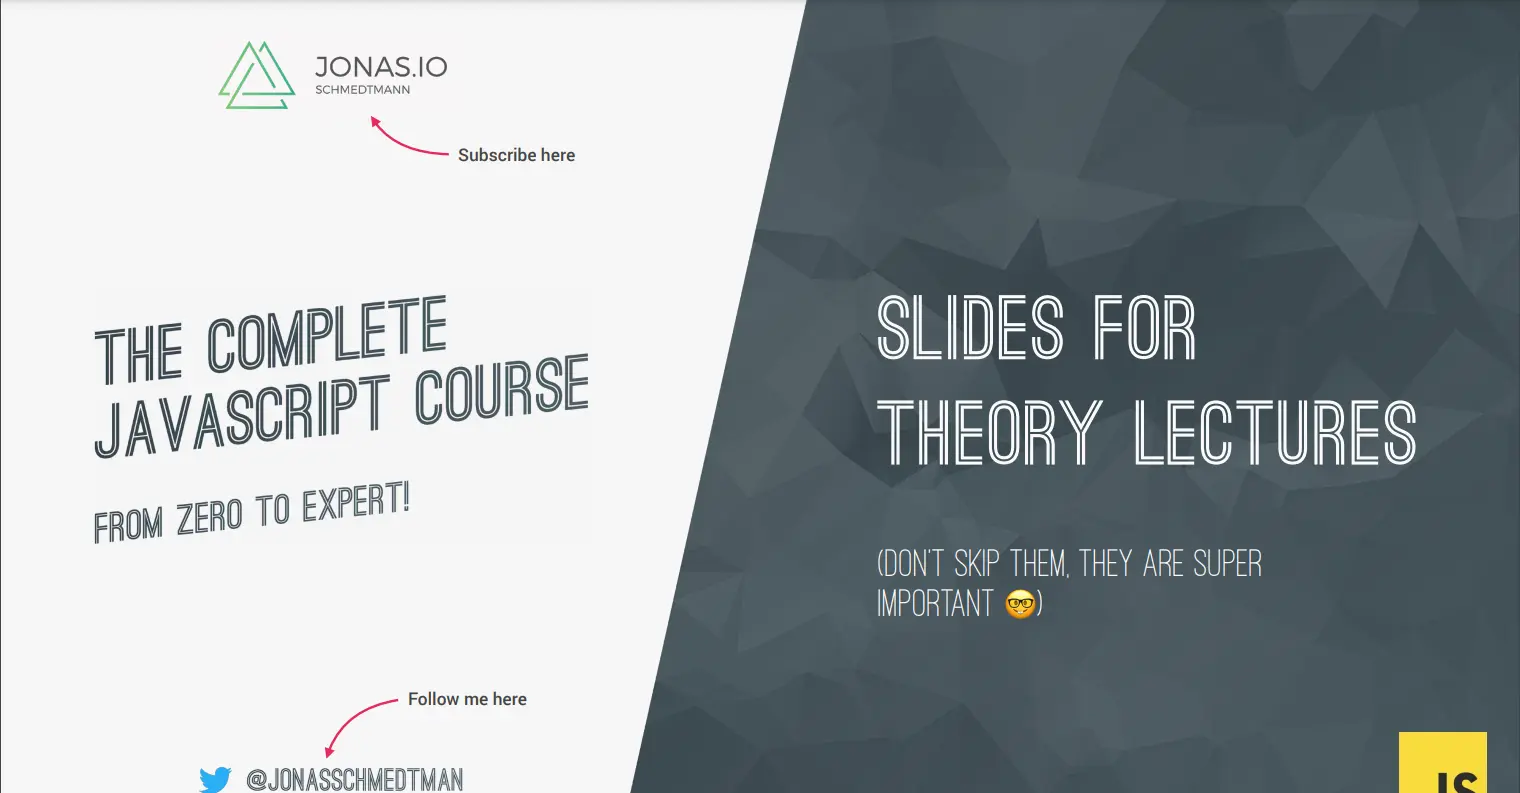 JONAS.IO
SCHMEDTMANN
Subscribe here
THE COMPLETE
JAVASCRIPT COURSE
FROM ZERO TO EXPERT!
Follow me here
@JONASSCHMEDTMAN
SLIDES FOR
THEORY LECTURES
(DON'T SKIP THEM, THEY ARE SUPER
IMPORTANT 🤓)
JS